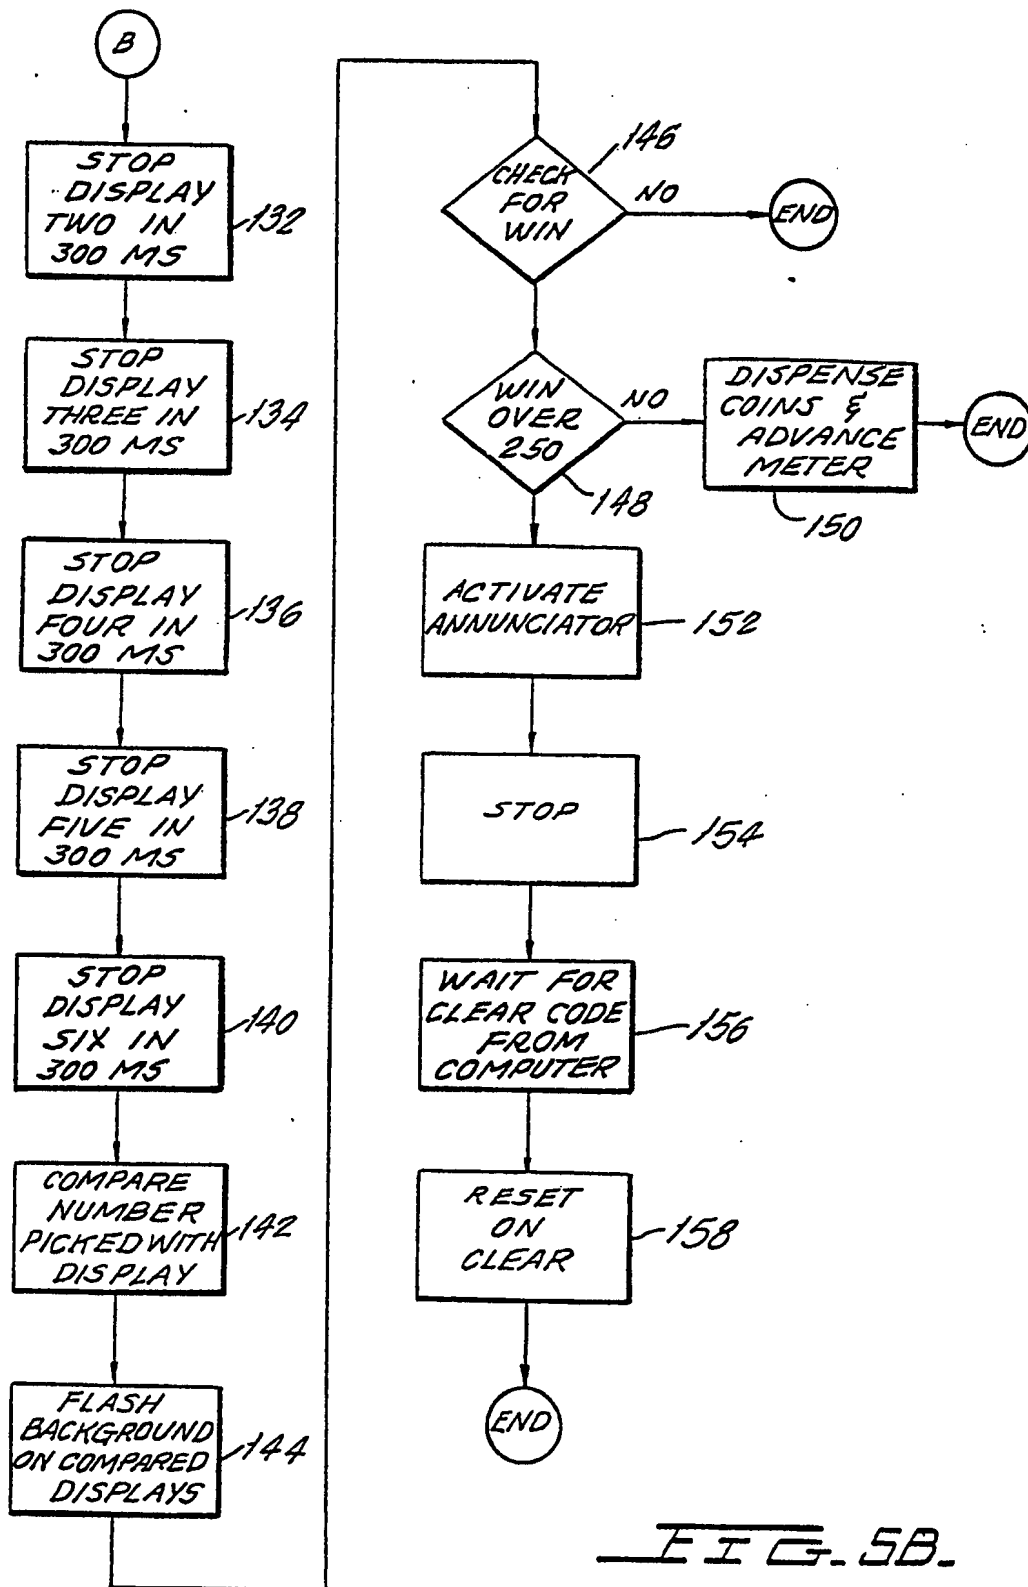 B
STOP
DISPLAY
TWO IN
300 MS
132
STOP
DISPLAY
THREE IN
300 MS
134
STOP
DISPLAY
FOUR IN
300 MS
136
STOP
DISPLAY
FIVE IN
300 MS
138
STOP
DISPLAY
SIX IN
300 MS
140
COMPARE
NUMBER
PICKED WITH
DISPLAY
142
FLASH
BACKGROUND
ON COMPARED
DISPLAYS
144
CHECK
FOR
WIN
146
NO
END
WIN
OVER
250
148
NO
DISPENSE
COINS &
ADVANCE
METER
150
END
ACTIVATE
ANNUNCIATOR
152
STOP
154
WAIT FOR
CLEAR CODE
FROM
COMPUTER
156
RESET
ON
CLEAR
158
END
FIG. 5B.